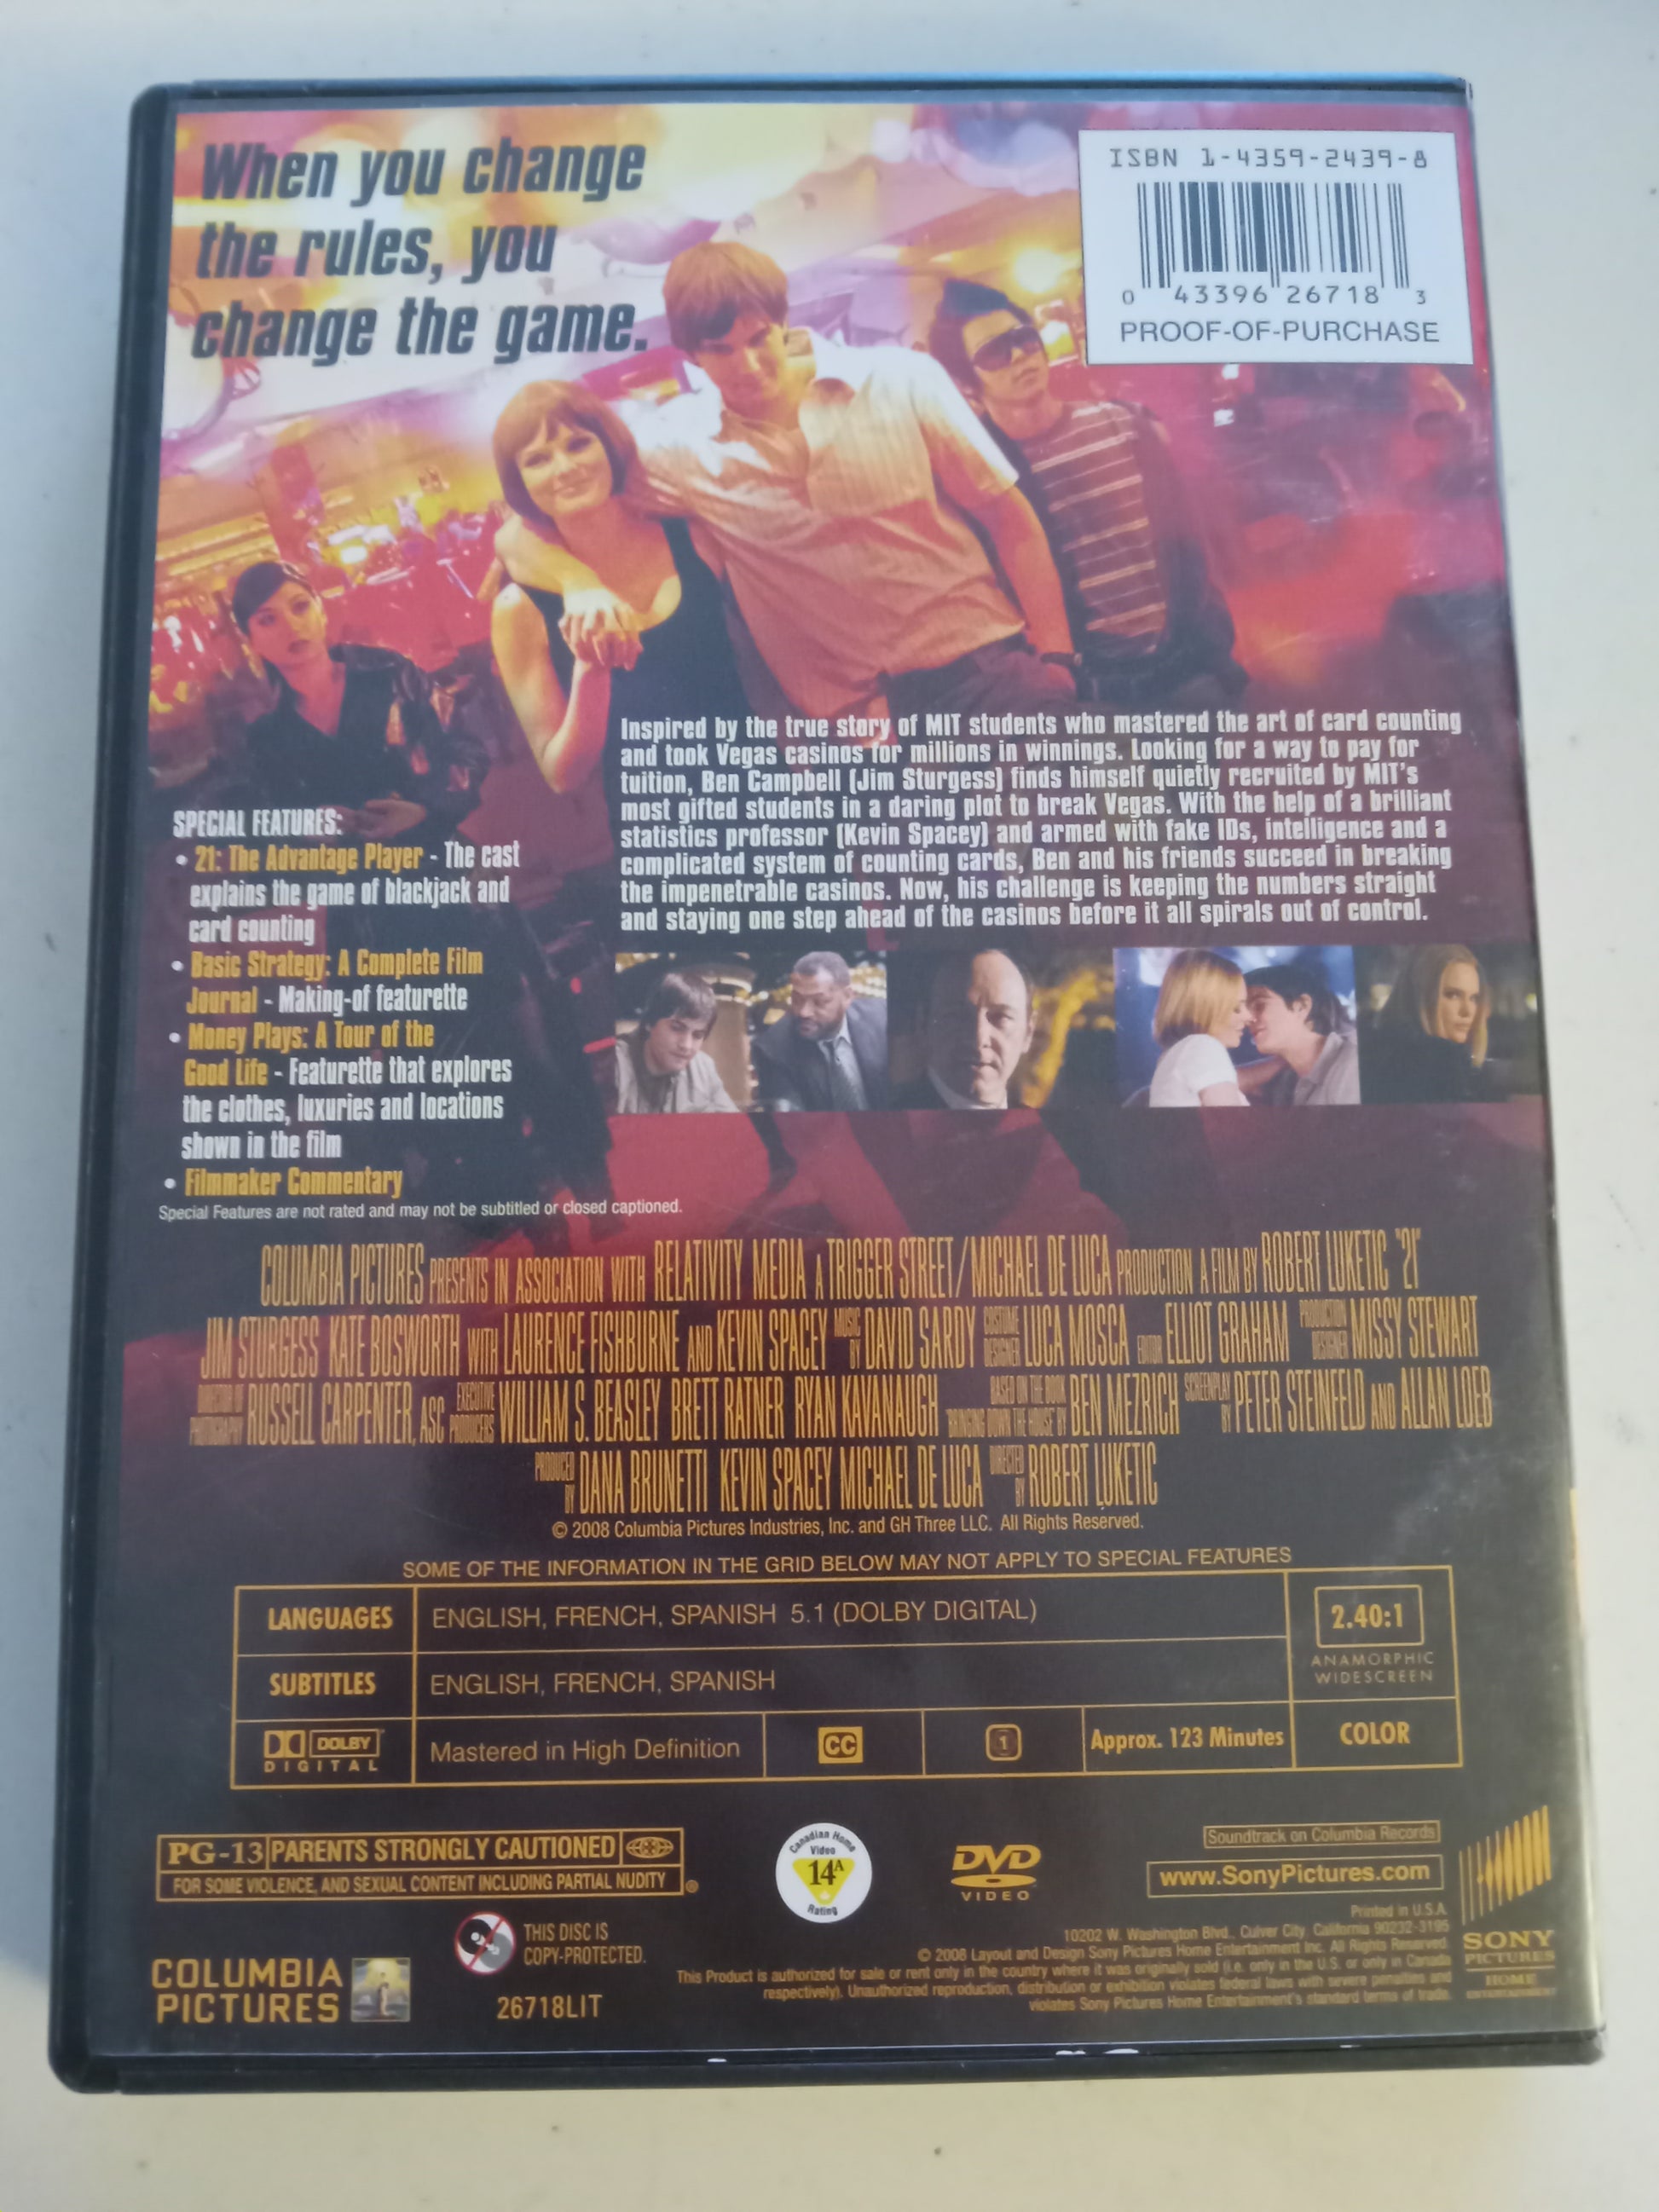 When you change
the rules, you
change the game.
ISBN 1-4359-2439-8
0 43396 26718 3
PROOF-OF-PURCHASE
Inspired by the true story of MIT students who mastered the art of card counting
and took Vegas casinos for millions in winnings. Looking for a way to pay for
tuition, Ben Campbell (Jim Sturgess) finds himself quietly recruited by MIT's
most gifted students in a daring plot to break Vegas. With the help of a brilliant
statistics professor (Kevin Spacey) and armed with fake IDs, intelligence and a
complicated system of counting cards, Ben and his friends succeed in breaking
the impenetrable casinos. Now, his challenge is keeping the numbers straight
and staying one step ahead of the casinos before it all spirals out of control.
SPECIAL FEATURES:
• 21: The Advantage Player - The cast
explains the game of blackjack and
card counting
• Basic Strategy: A Complete Film
Journal - Making-of featurette
• Money Plays: A Tour of the
Good Life - Featurette that explores
the clothes, luxuries and locations
shown in the film
• Filmmaker Commentary
Special Features are not rated and may not be subtitled or closed captioned.
COLUMBIA PICTURES PRESENTS IN ASSOCIATION WITH RELATIVITY MEDIA A TRIGGER STREET/MICHAEL DE LUCA PRODUCTION A FILM BY ROBERT LUKETIC "21"
JIM STURGESS KATE BOSWORTH WITH LAURENCE FISHBURNE AND KEVIN SPACEY MUSIC BY DAVID SARDY COSTUME DESIGNER LUCA MOSCA EDITOR ELLIOT GRAHAM PRODUCTION DESIGNER MISSY STEWART
DIRECTOR OF PHOTOGRAPHY RUSSELL CARPENTER, ASC EXECUTIVE PRODUCERS WILLIAM S. BEASLEY BRETT RATNER RYAN KAVANAUGH BASED ON THE BOOK "BRINGING DOWN THE HOUSE" BY BEN MEZRICH SCREENPLAY BY PETER STEINFELD AND ALLAN LOEB
PRODUCED BY DANA BRUNETTI KEVIN SPACEY MICHAEL DE LUCA DIRECTED BY ROBERT LUKETIC
© 2008 Columbia Pictures Industries, Inc. and GH Three LLC. All Rights Reserved.
SOME OF THE INFORMATION IN THE GRID BELOW MAY NOT APPLY TO SPECIAL FEATURES
LANGUAGES ENGLISH, FRENCH, SPANISH 5.1 (DOLBY DIGITAL)
2.40:1
ANAMORPHIC
WIDESCREEN
SUBTITLES ENGLISH, FRENCH, SPANISH
DOLBY
DIGITAL
Mastered in High Definition CC 1 Approx. 123 Minutes COLOR
PG-13 PARENTS STRONGLY CAUTIONED
FOR SOME VIOLENCE, AND SEXUAL CONTENT INCLUDING PARTIAL NUDITY ®
Canadian Home
Video
14A
Rating
DVD
VIDEO
Soundtrack on Columbia Records
www.SonyPictures.com
THIS DISC IS
COPY-PROTECTED.
26718LIT
COLUMBIA
PICTURES
Printed in U.S.A.
10202 W. Washington Blvd., Culver City, California 90232-3195
© 2008 Layout and Design Sony Pictures Home Entertainment Inc. All Rights Reserved.
This Product is authorized for sale or rent only in the country where it was originally sold (i.e. only in the U.S. or only in Canada
respectively). Unauthorized reproduction, distribution or exhibition violates federal laws with severe penalties and
violates Sony Pictures Home Entertainment's standard terms of trade.
SONY
PICTURES
HOME
ENTERTAINMENT